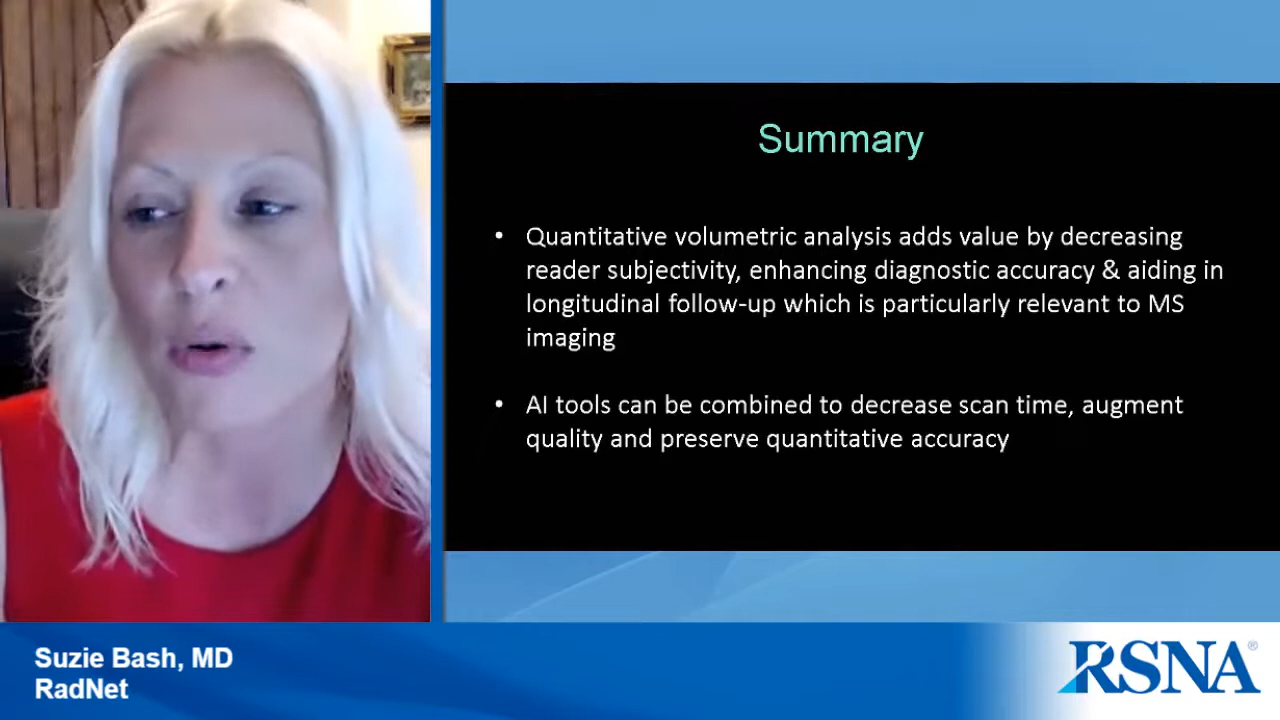 Summary
• Quantitative volumetric analysis adds value by decreasing
reader subjectivity, enhancing diagnostic accuracy & aiding in
longitudinal follow-up which is particularly relevant to MS
imaging
• AI tools can be combined to decrease scan time, augment
quality and preserve quantitative accuracy
Suzie Bash, MD
RadNet
RSNA®